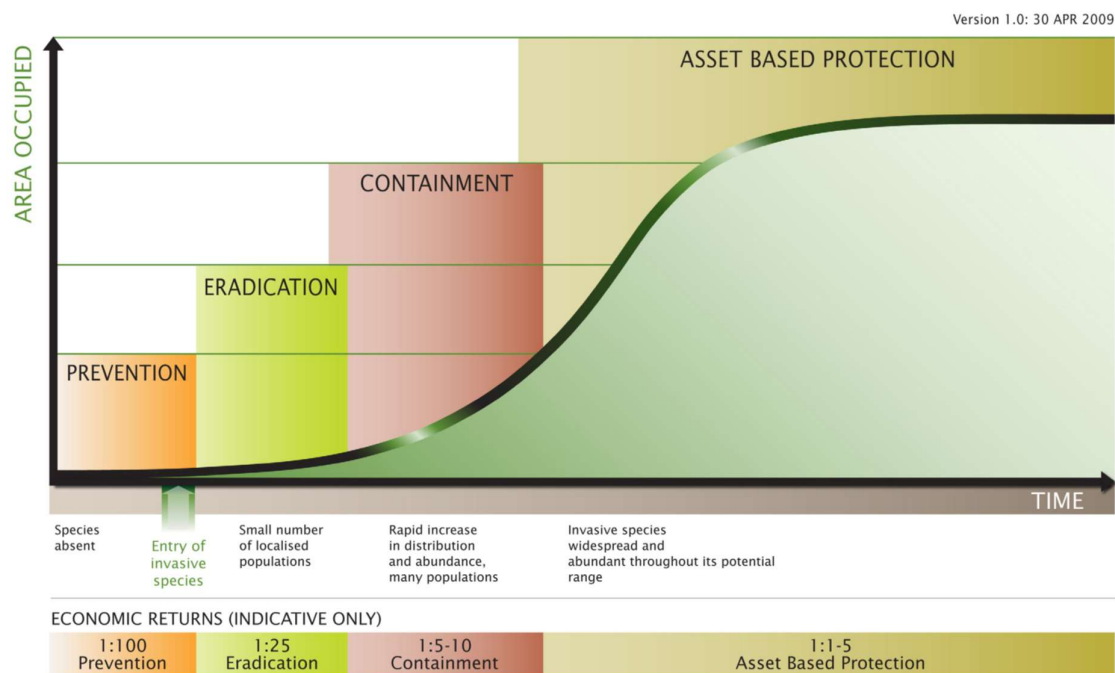 Version 1.0: 30 APR 2009
AREA OCCUPIED
ASSET BASED PROTECTION
CONTAINMENT
ERADICATION
PREVENTION
TIME
Species
absent
Entry of
invasive
species
Small number
of localised
populations
Rapid increase
in distribution
and abundance,
many populations
Invasive species
widespread and
abundant throughout its potential
range
ECONOMIC RETURNS (INDICATIVE ONLY)
1:100
Prevention
1:25
Eradication
1:5-10
Containment
1:1-5
Asset Based Protection